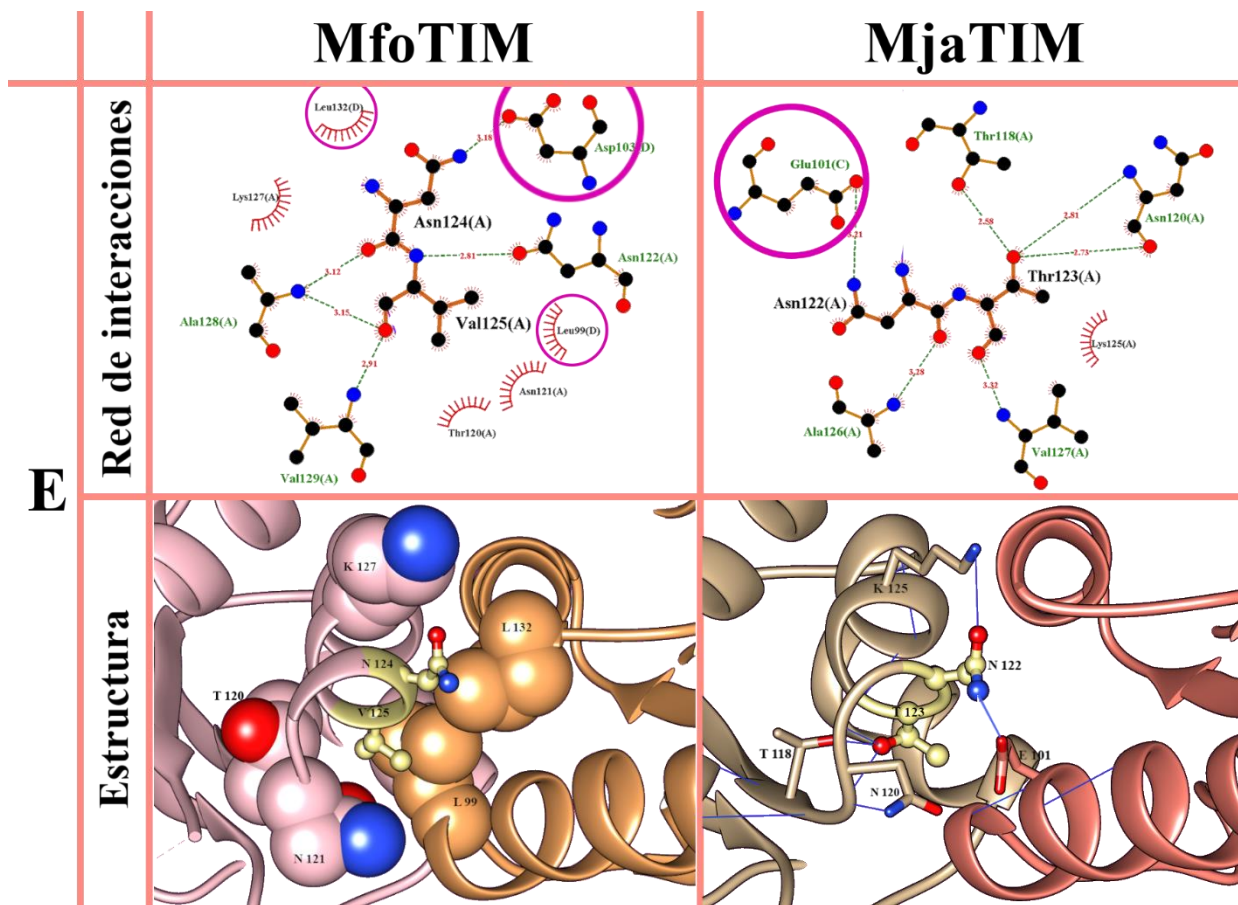 MfoTIM
MjaTIM
E
Red de interacciones
Leu132(D)
3.18
Asp103(D)
Lys127(A)
Asn124(A)
2.81
Asn122(A)
3.12
Ala128(A)
3.15
Val125(A)
Leu99(D)
2.91
Asn121(A)
Thr120(A)
Val129(A)
Thr118(A)
Glu101(C)
2.58
2.81
Asn120(A)
3.21
2.73
Thr123(A)
Asn122(A)
Lys125(A)
3.28
3.32
Ala126(A)
Val127(A)
Estructura
K 127
L 132
N 124
T 120
V 125
L 99
N 121
K 125
N 122
T 123
T 118
E 101
N 120